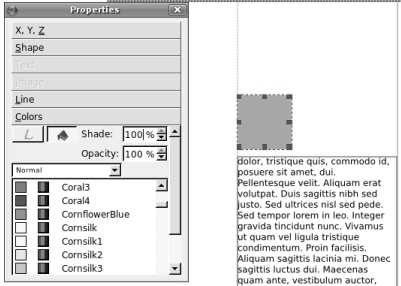 Properties
X, Y, Z
Shape
Text
Image
Line
Colors
Shade: 100 %
Opacity: 100 %
Normal
Coral3
Coral4
CornflowerBlue
Cornsilk
Cornsilk1
Cornsilk2
Cornsilk3
dolor, tristique quis, commodo id,
posuere sit amet, dui.
Pellentesque velit. Aliquam erat
volutpat. Duis sagittis nibh sed
justo. Sed ultrices nisl sed pede.
Sed tempor lorem in leo. Integer
gravida tincidunt nunc. Vivamus
ut quam vel ligula tristique
condimentum. Proin facilisis.
Aliquam sagittis lacinia mi. Donec
sagittis luctus dui. Maecenas
quam ante, vestibulum auctor,